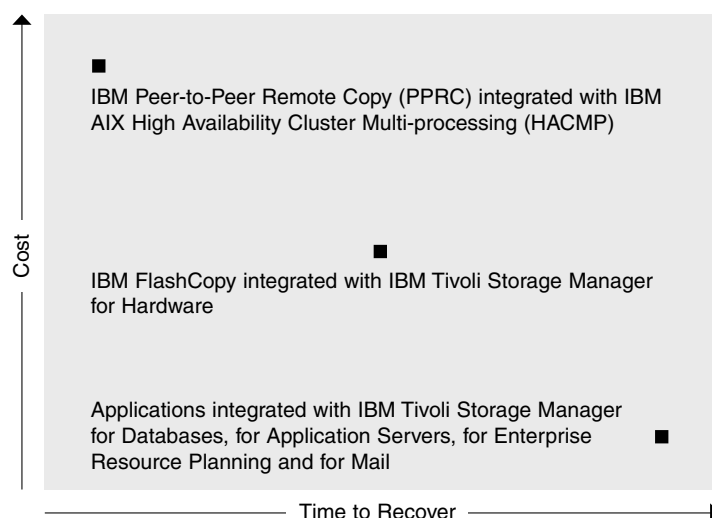 IBM Peer-to-Peer Remote Copy (PPRC) integrated with IBM
AIX High Availability Cluster Multi-processing (HACMP)
Cost
IBM FlashCopy integrated with IBM Tivoli Storage Manager
for Hardware
Applications integrated with IBM Tivoli Storage Manager
for Databases, for Application Servers, for Enterprise
Resource Planning and for Mail
Time to Recover